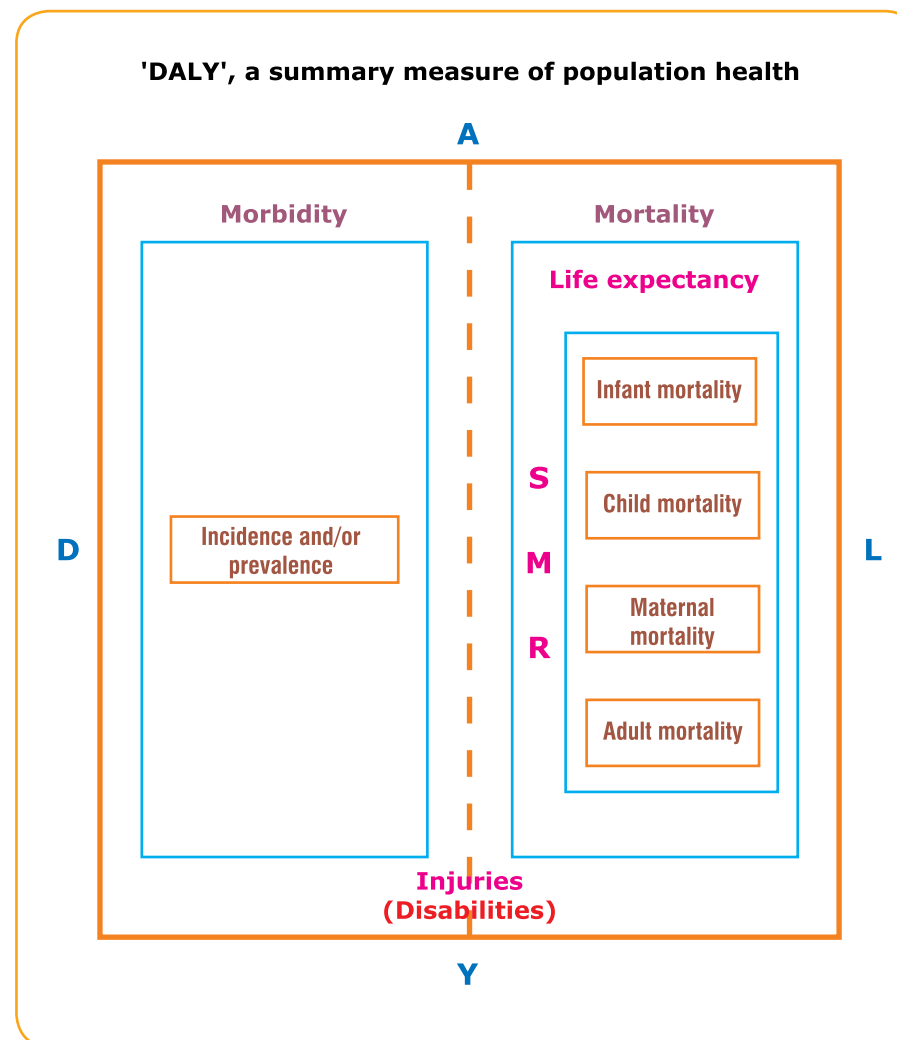 'DALY', a summary measure of population health
A
Morbidity
Mortality
Life expectancy
Infant mortality
S
Child mortality
Incidence and/or
prevalence
D
L
M
Maternal
mortality
R
Adult mortality
Injuries
(Disabilities)
Y